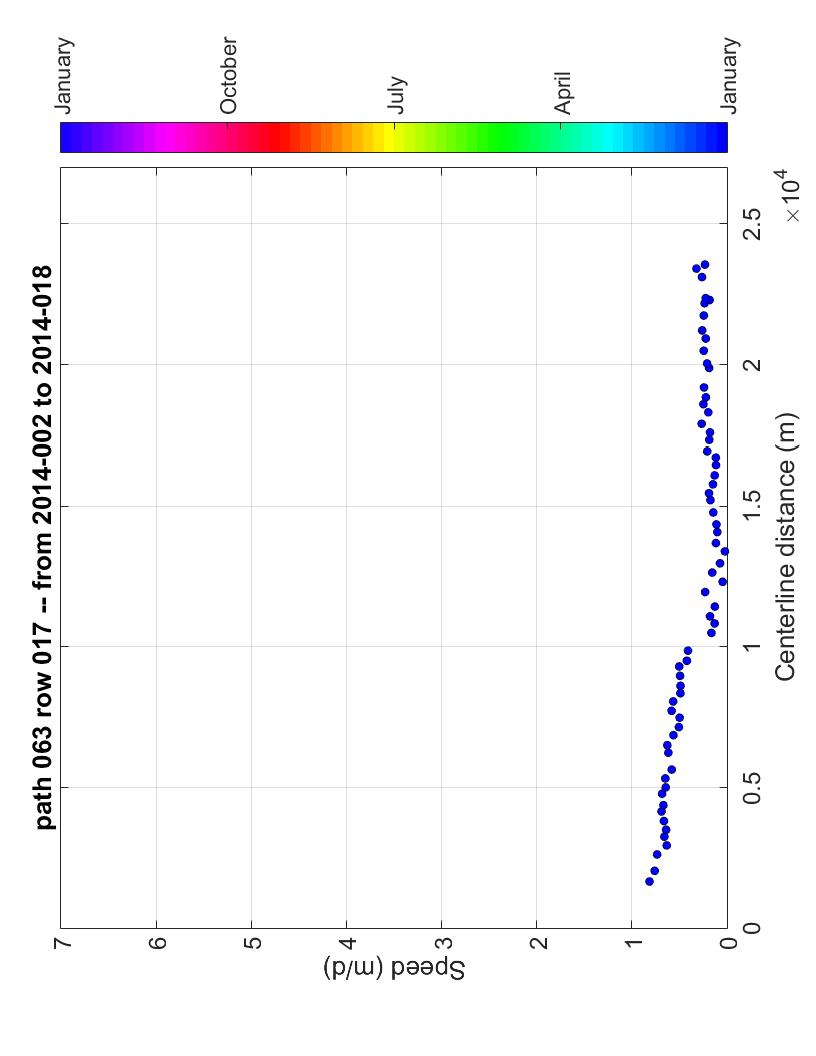 path 063 row 017 -- from 2014-002 to 2014-018
7
6
5
4
3
2
1
0
Speed (m/d)
0
0.5
1
1.5
2
2.5
×10⁴
Centerline distance (m)
January
October
July
April
January